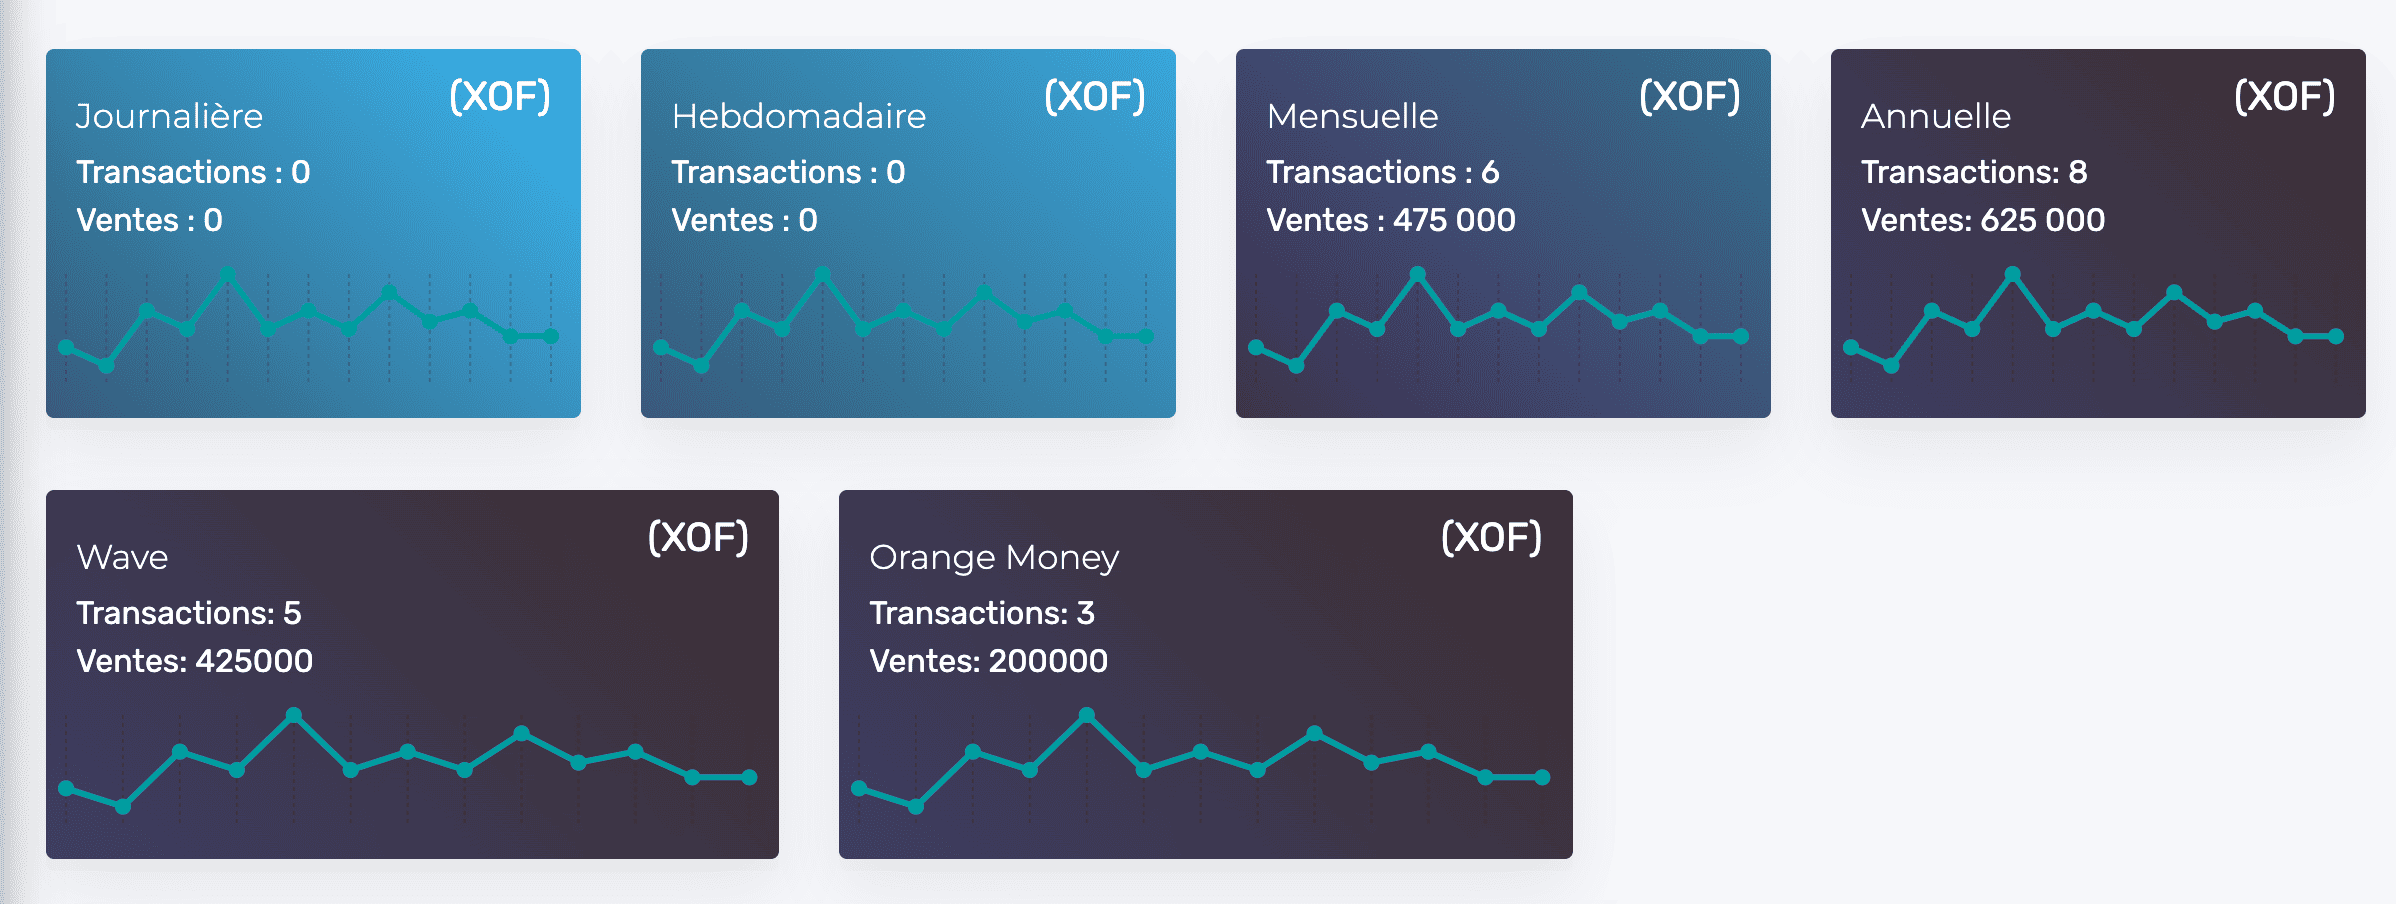 (XOF)
Journalière
Transactions : 0
Ventes : 0
(XOF)
Hebdomadaire
Transactions : 0
Ventes : 0
(XOF)
Mensuelle
Transactions : 6
Ventes : 475 000
(XOF)
Annuelle
Transactions: 8
Ventes: 625 000
(XOF)
Wave
Transactions: 5
Ventes: 425000
(XOF)
Orange Money
Transactions: 3
Ventes: 200000